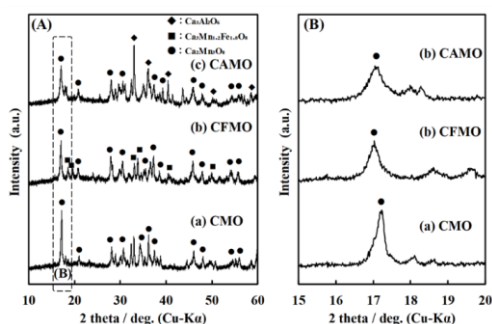 (A)
◆ : Ca₃Al₂O₆
■ : Ca₂Mn₁.₂Fe₁.₈O₈
● : Ca₂Mn₃O₈
(c) CAMO
(b) CFMO
(a) CMO
(B)
Intensity (a.u.)
10 20 30 40 50 60
2 theta / deg. (Cu-Kα)
(B)
(b) CAMO
(b) CFMO
(a) CMO
Intensity (a.u.)
15 16 17 18 19 20
2 theta / deg. (Cu-Kα)